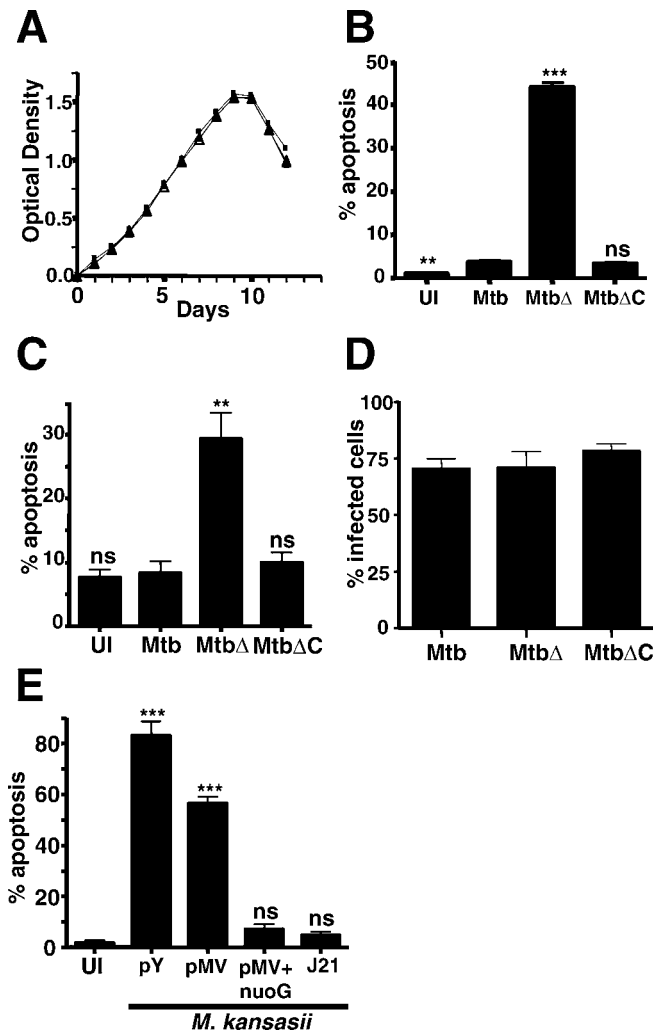 A
Optical Density
1.5
1.0
0.5
0.0
0 5 10
Days
B
% apoptosis
50
40
30
20
10
0
** *** ns
UI Mtb MtbΔ MtbΔC
C
% apoptosis
30
20
10
0
ns ** ns
UI Mtb MtbΔ MtbΔC
D
% infected cells
100
75
50
25
0
Mtb MtbΔ MtbΔC
E
% apoptosis
80
60
40
20
0
*** *** ns ns
UI pY pMV pMV+ J21
nuoG
M. kansasii